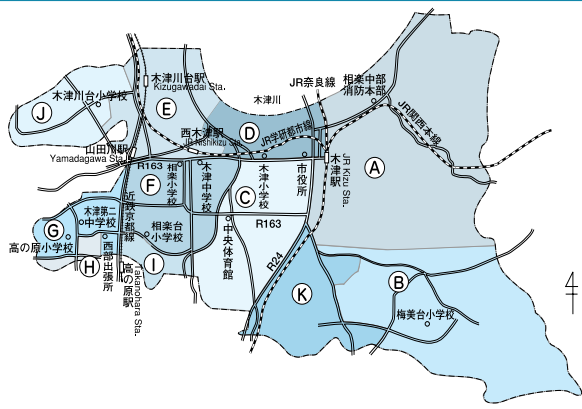 JR奈良線
相楽中部
消防本部
木津川台駅
Kizugawadai Sta.
木津川
木津川台小学校
J
E
D
西木津駅
JR Nishikizu Sta.
JR学研都市線
JR関西本線
山田川駅
Yamadagawa Sta.
R163
相楽小学校
木津中学校
木津小学校
市役所
木津駅
JR Kizu Sta.
A
F
C
近鉄京都線
木津第二
中学校
G
相楽台
小学校
中央体育館
R163
高の原小学校
H
西部出張所
高の原駅
Takanohara Sta.
I
R24
K
B
梅美台小学校
4